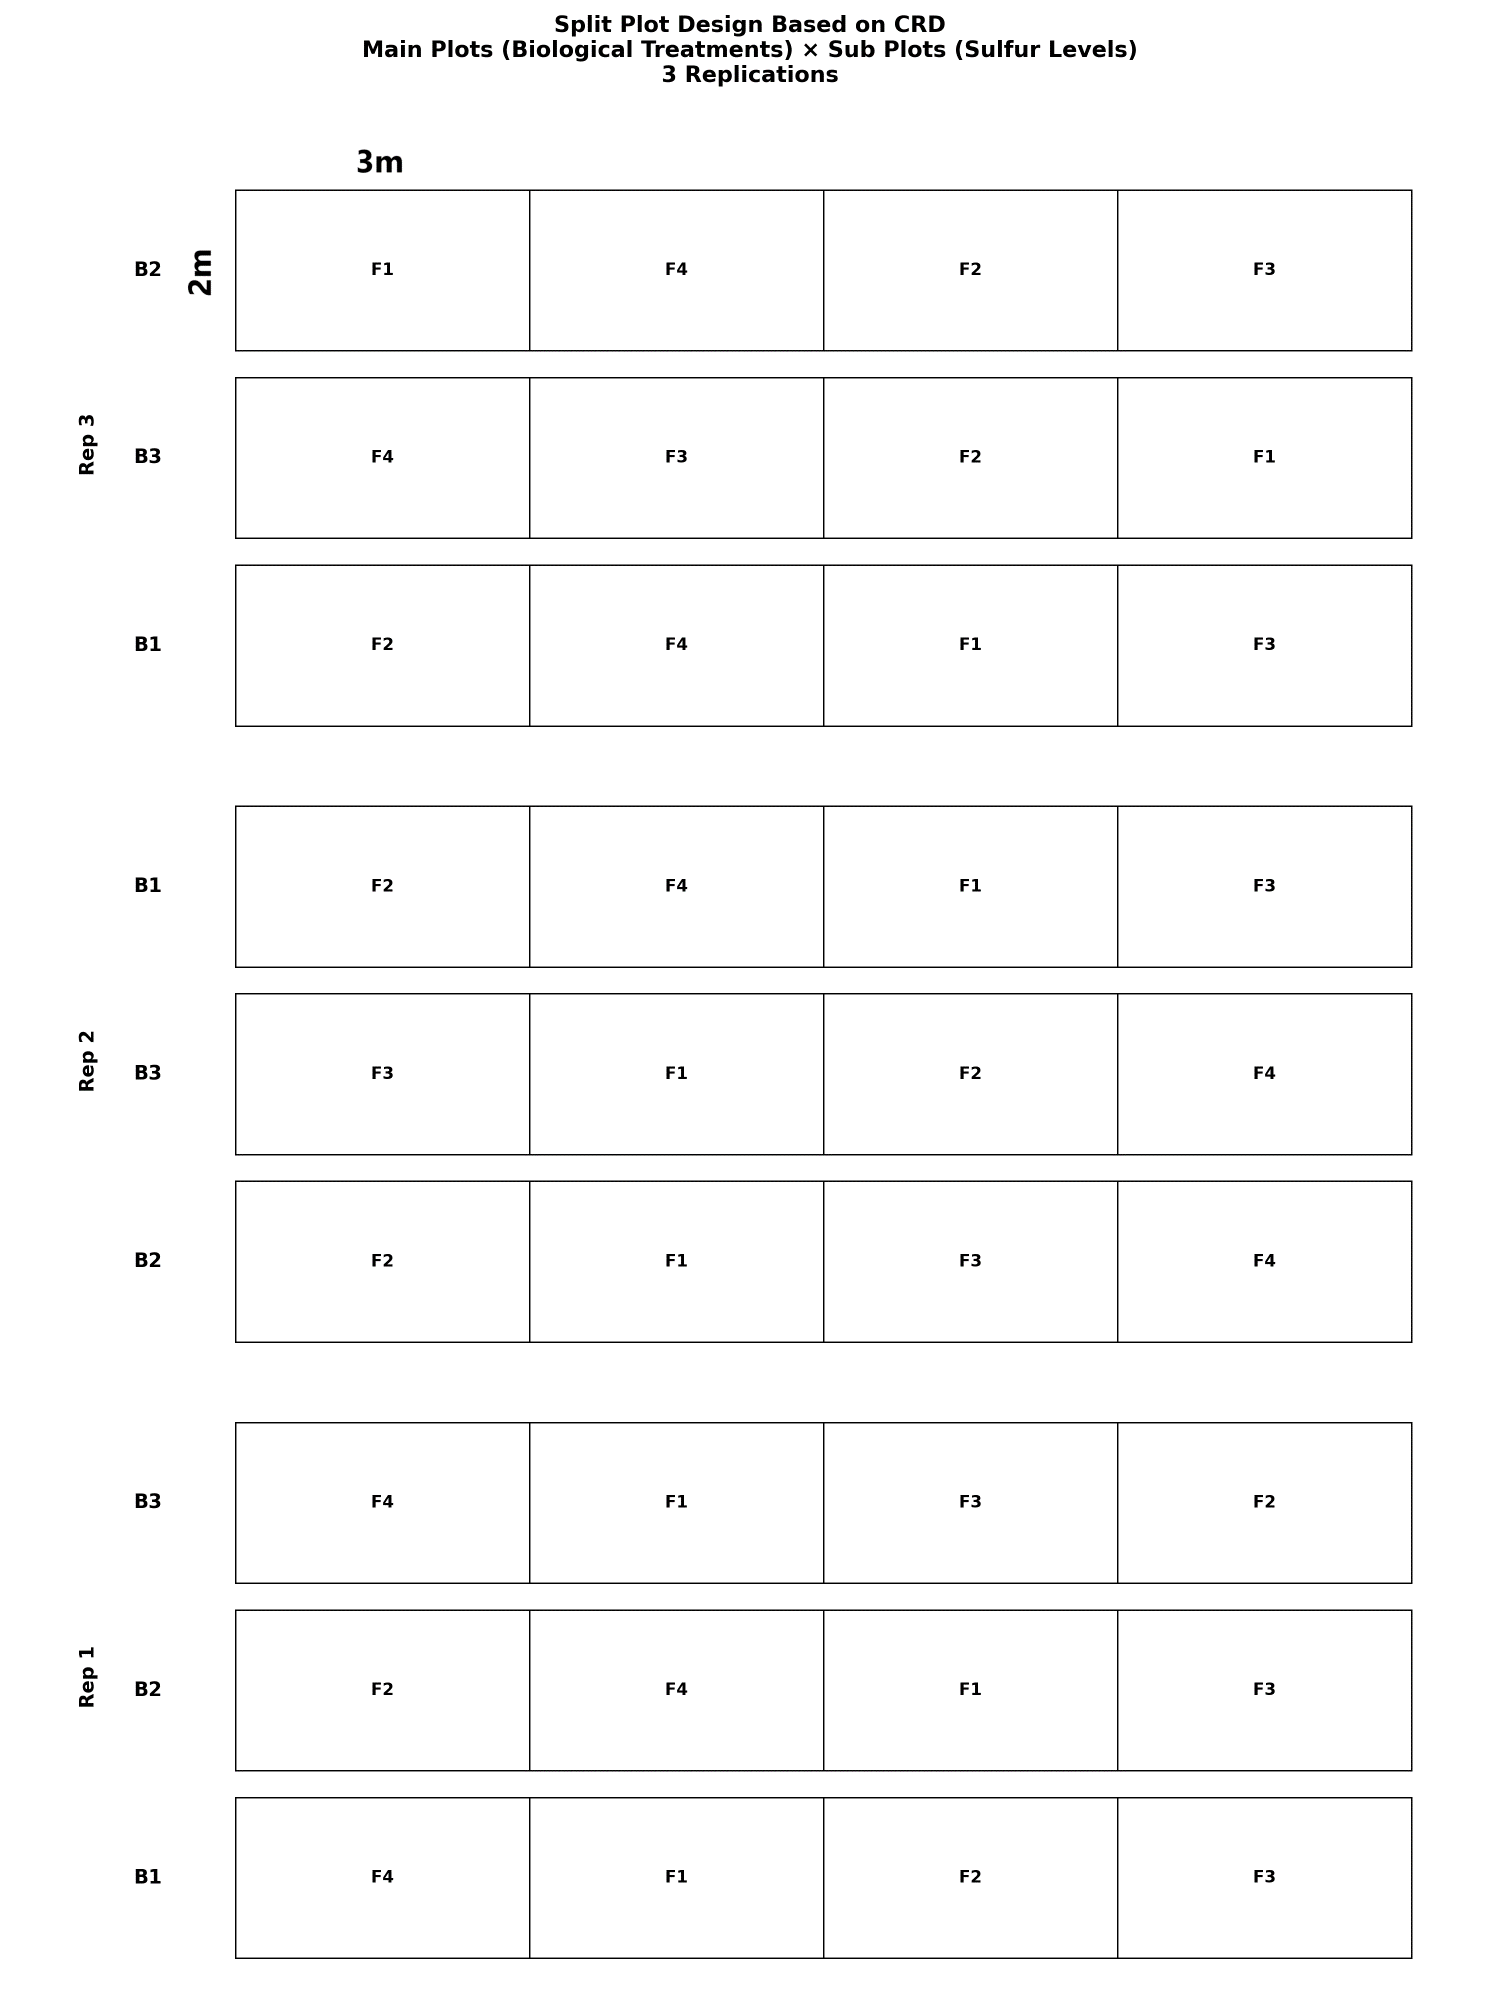 Split Plot Design Based on CRD
Main Plots (Biological Treatments) × Sub Plots (Sulfur Levels)
3 Replications
3m
2m
B2 F1 F4 F2 F3
Rep 3
B3 F4 F3 F2 F1
B1 F2 F4 F1 F3
B1 F2 F4 F1 F3
Rep 2
B3 F3 F1 F2 F4
B2 F2 F1 F3 F4
B3 F4 F1 F3 F2
Rep 1
B2 F2 F4 F1 F3
B1 F4 F1 F2 F3